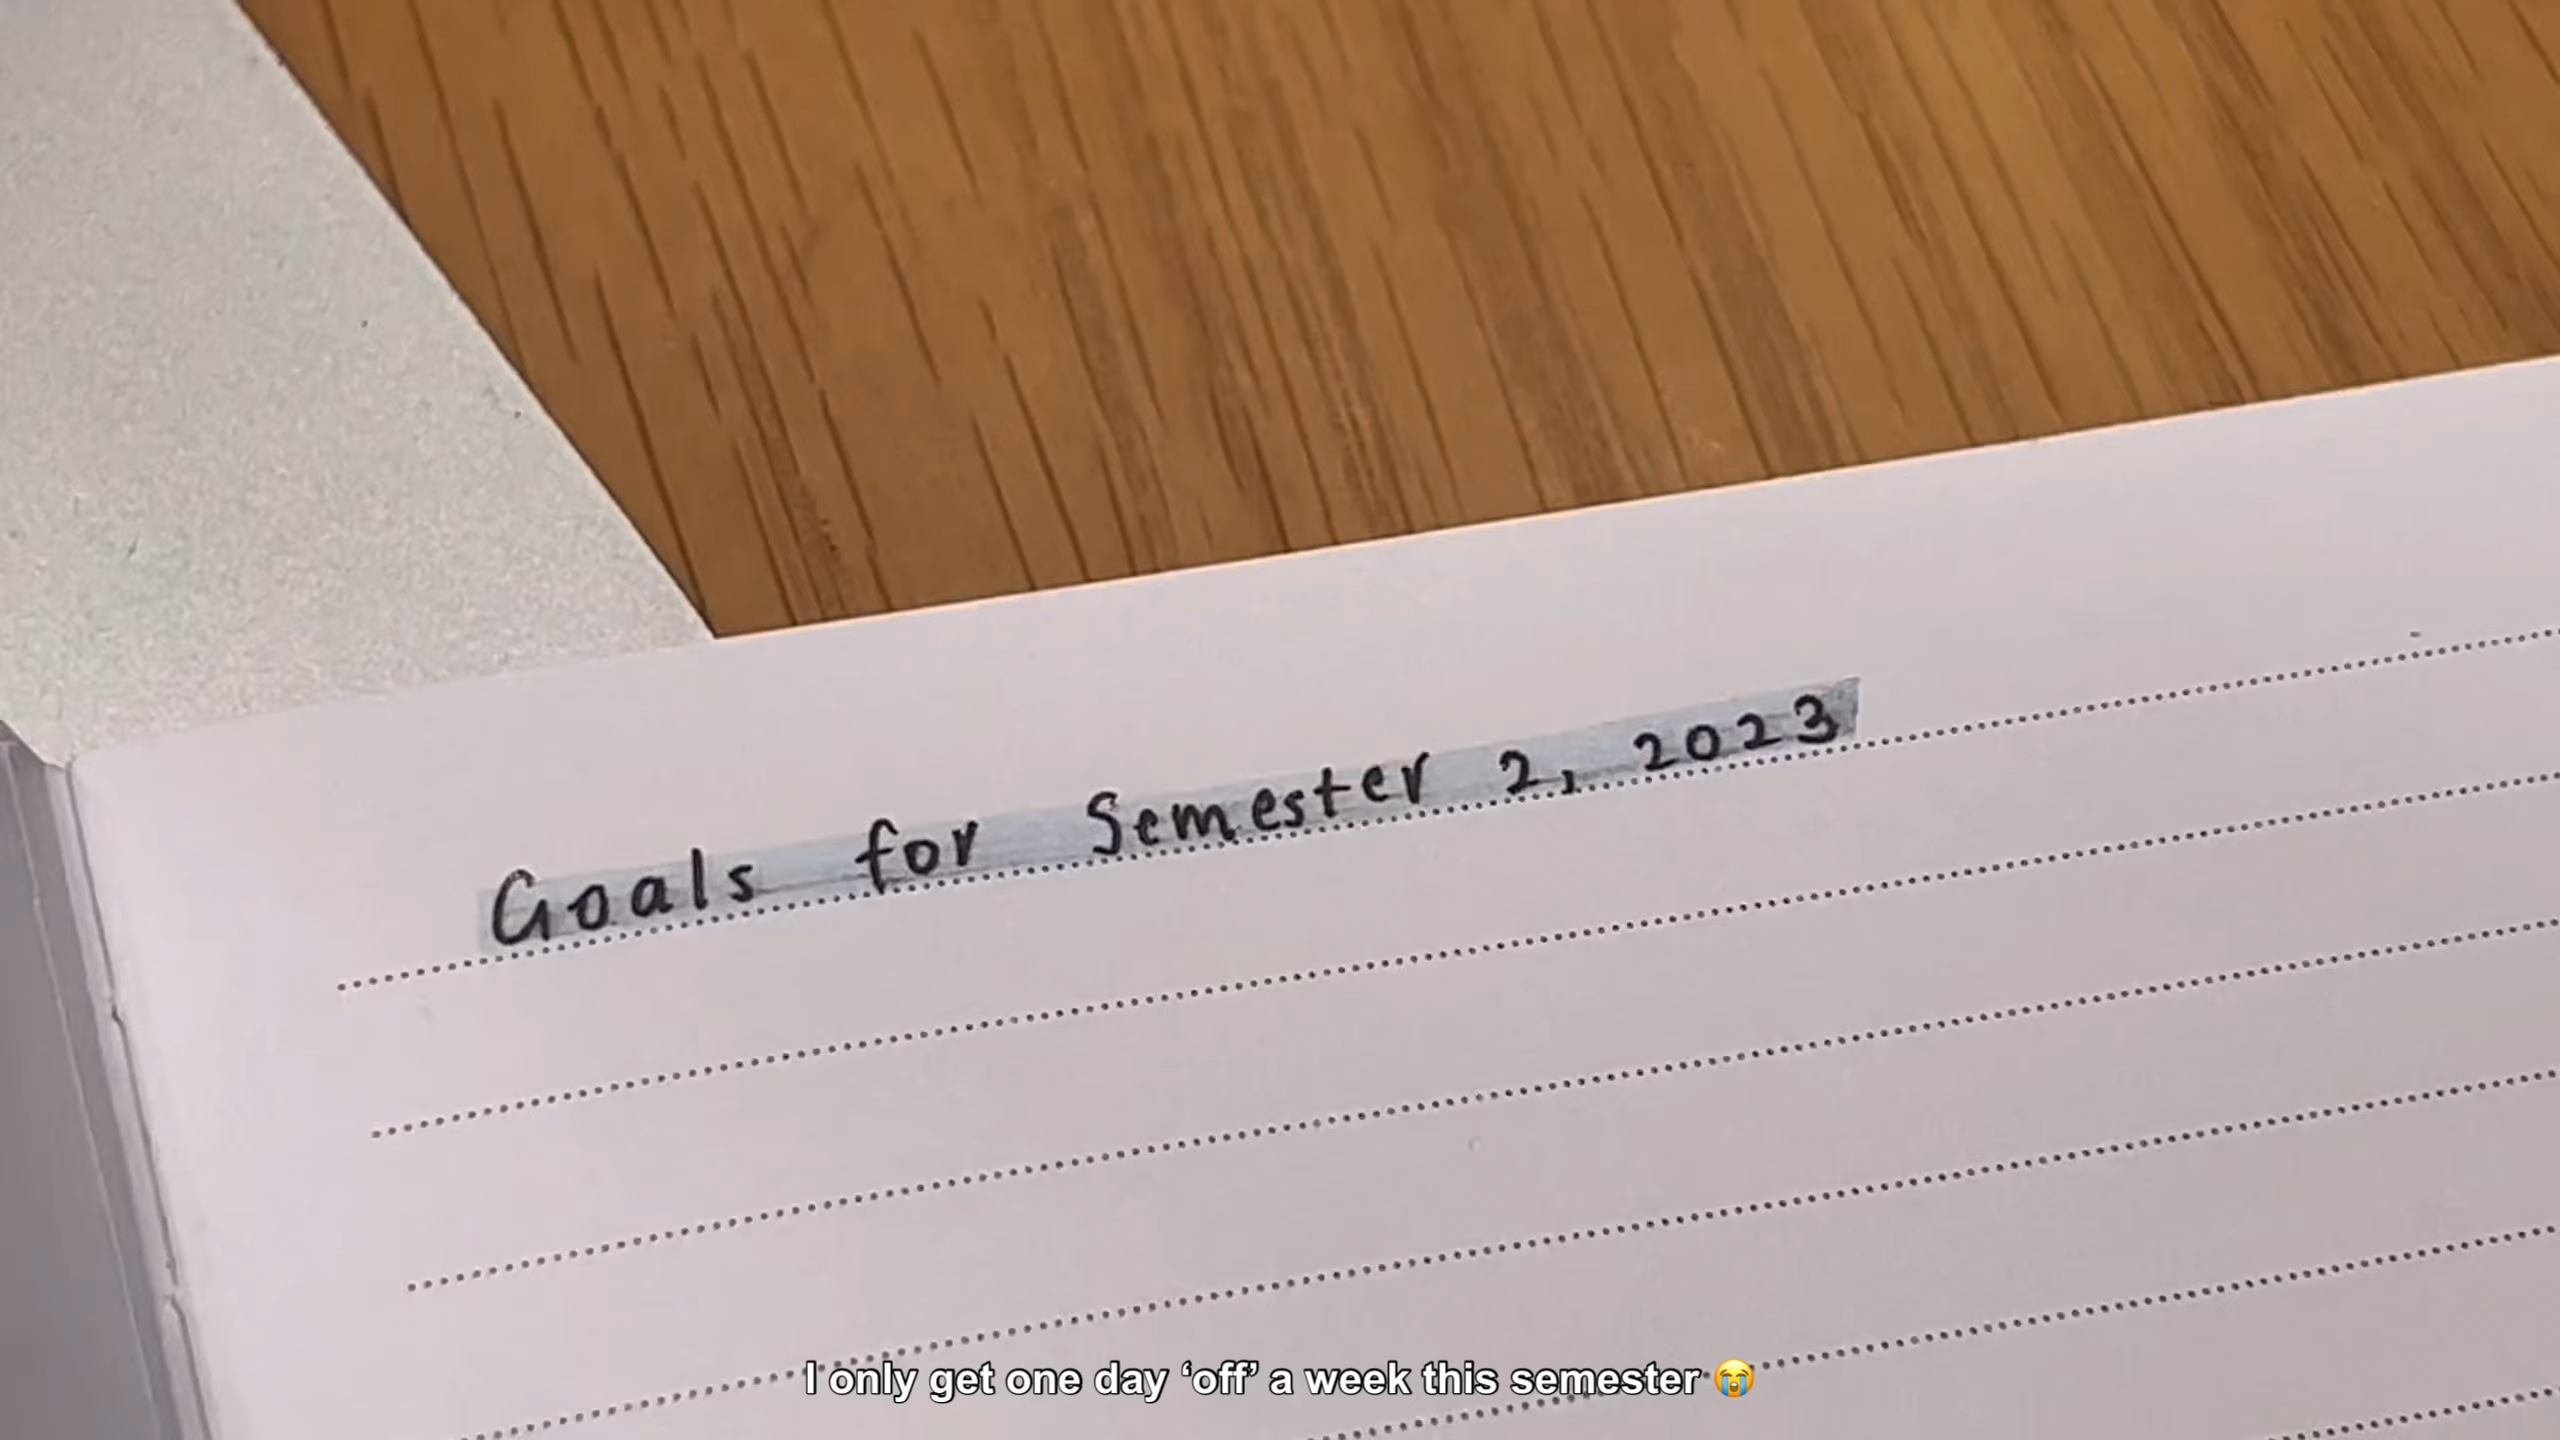 Goals for Semester 2, 2023
I only get one day ‘off’ a week this semester 😭